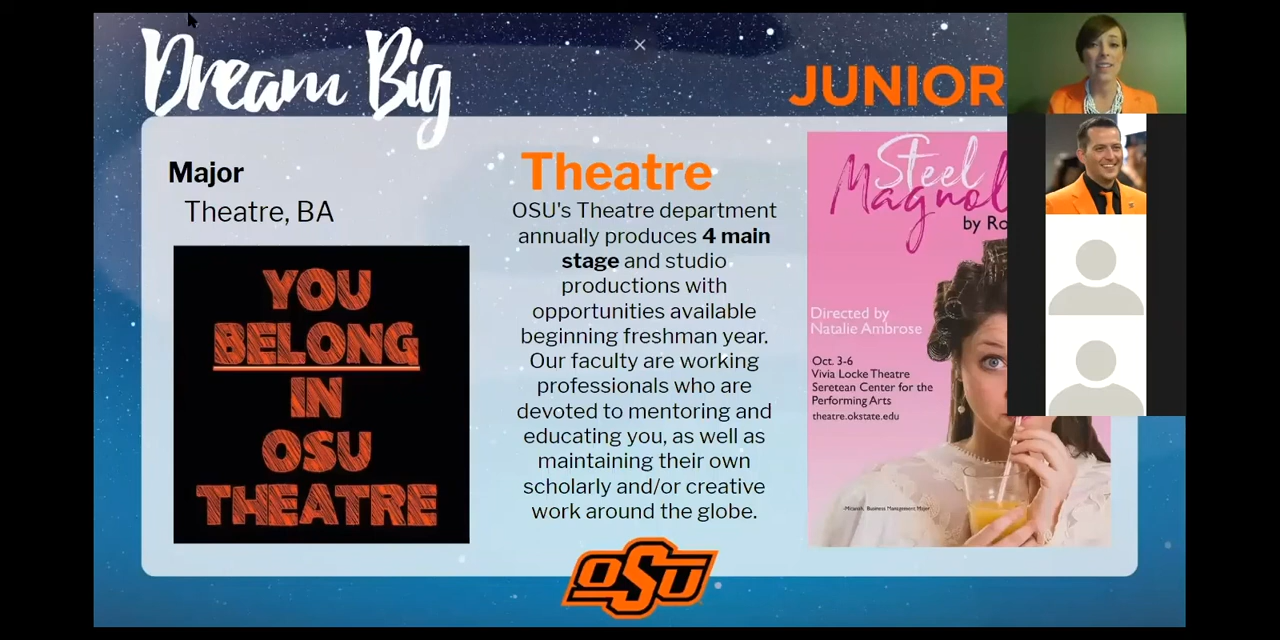 Dream Big
JUNIOR
Major
Theatre, BA
YOU
BELONG
IN
OSU
THEATRE
Theatre
OSU's Theatre department
annually produces 4 main
stage and studio
productions with
opportunities available
beginning freshman year.
Our faculty are working
professionals who are
devoted to mentoring and
educating you, as well as
maintaining their own
scholarly and/or creative
work around the globe.
Steel
Magnol
by Ro
Directed by
Natalie Ambrose
Oct. 3-6
Vivia Locke Theatre
Seretean Center for the
Performing Arts
theatre.okstate.edu
OSU